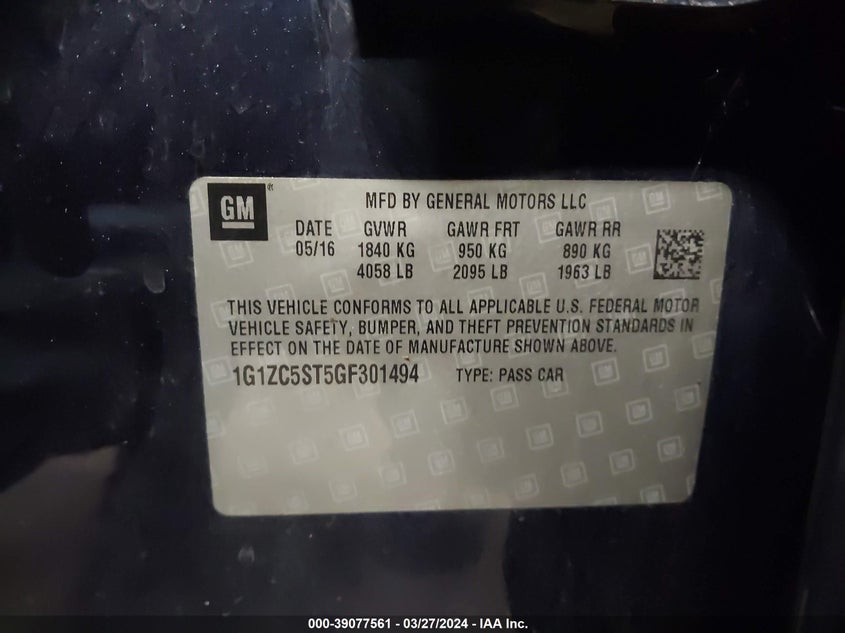 GM ®
MFD BY GENERAL MOTORS LLC
DATE GVWR GAWR FRT GAWR RR
05/16 1840 KG 950 KG 890 KG
4058 LB 2095 LB 1963 LB
THIS VEHICLE CONFORMS TO ALL APPLICABLE U.S. FEDERAL MOTOR
VEHICLE SAFETY, BUMPER, AND THEFT PREVENTION STANDARDS IN
EFFECT ON THE DATE OF MANUFACTURE SHOWN ABOVE.
1G1ZC5ST5GF301494 TYPE: PASS CAR
000-39077561 - 03/27/2024 - IAA Inc.